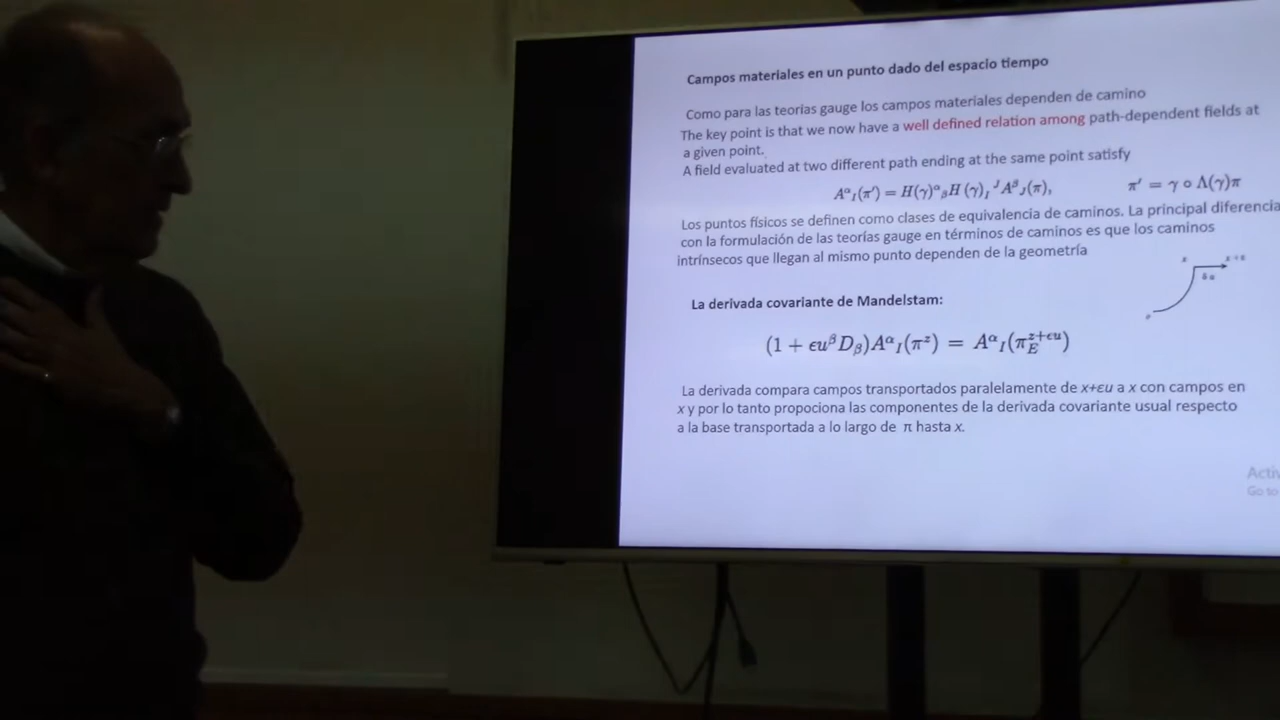 Campos materiales en un punto dado del espacio tiempo
Como para las teorías gauge los campos materiales dependen de camino
The key point is that we now have a well defined relation among path-dependent fields at
a given point.
A field evaluated at two different path ending at the same point satisfy
A^α_I(π′) = H(γ)^α_β H(γ)_I^J A^β_J(π), π′ = γ ∘ Λ(γ)π
Los puntos físicos se definen como clases de equivalencia de caminos. La principal diferencia
con la formulación de las teorías gauge en términos de caminos es que los caminos
intrínsecos que llegan al mismo punto dependen de la geometría
La derivada covariante de Mandelstam:
(1 + ϵu^β D_β)A^α_I(π^z) = A^α_I(π_E^{z+ϵu})
La derivada compara campos transportados paralelamente de x+ϵu a x con campos en
x y por lo tanto propociona las componentes de la derivada covariante usual respecto
a la base transportada a lo largo de π hasta x.
Activ
Go to